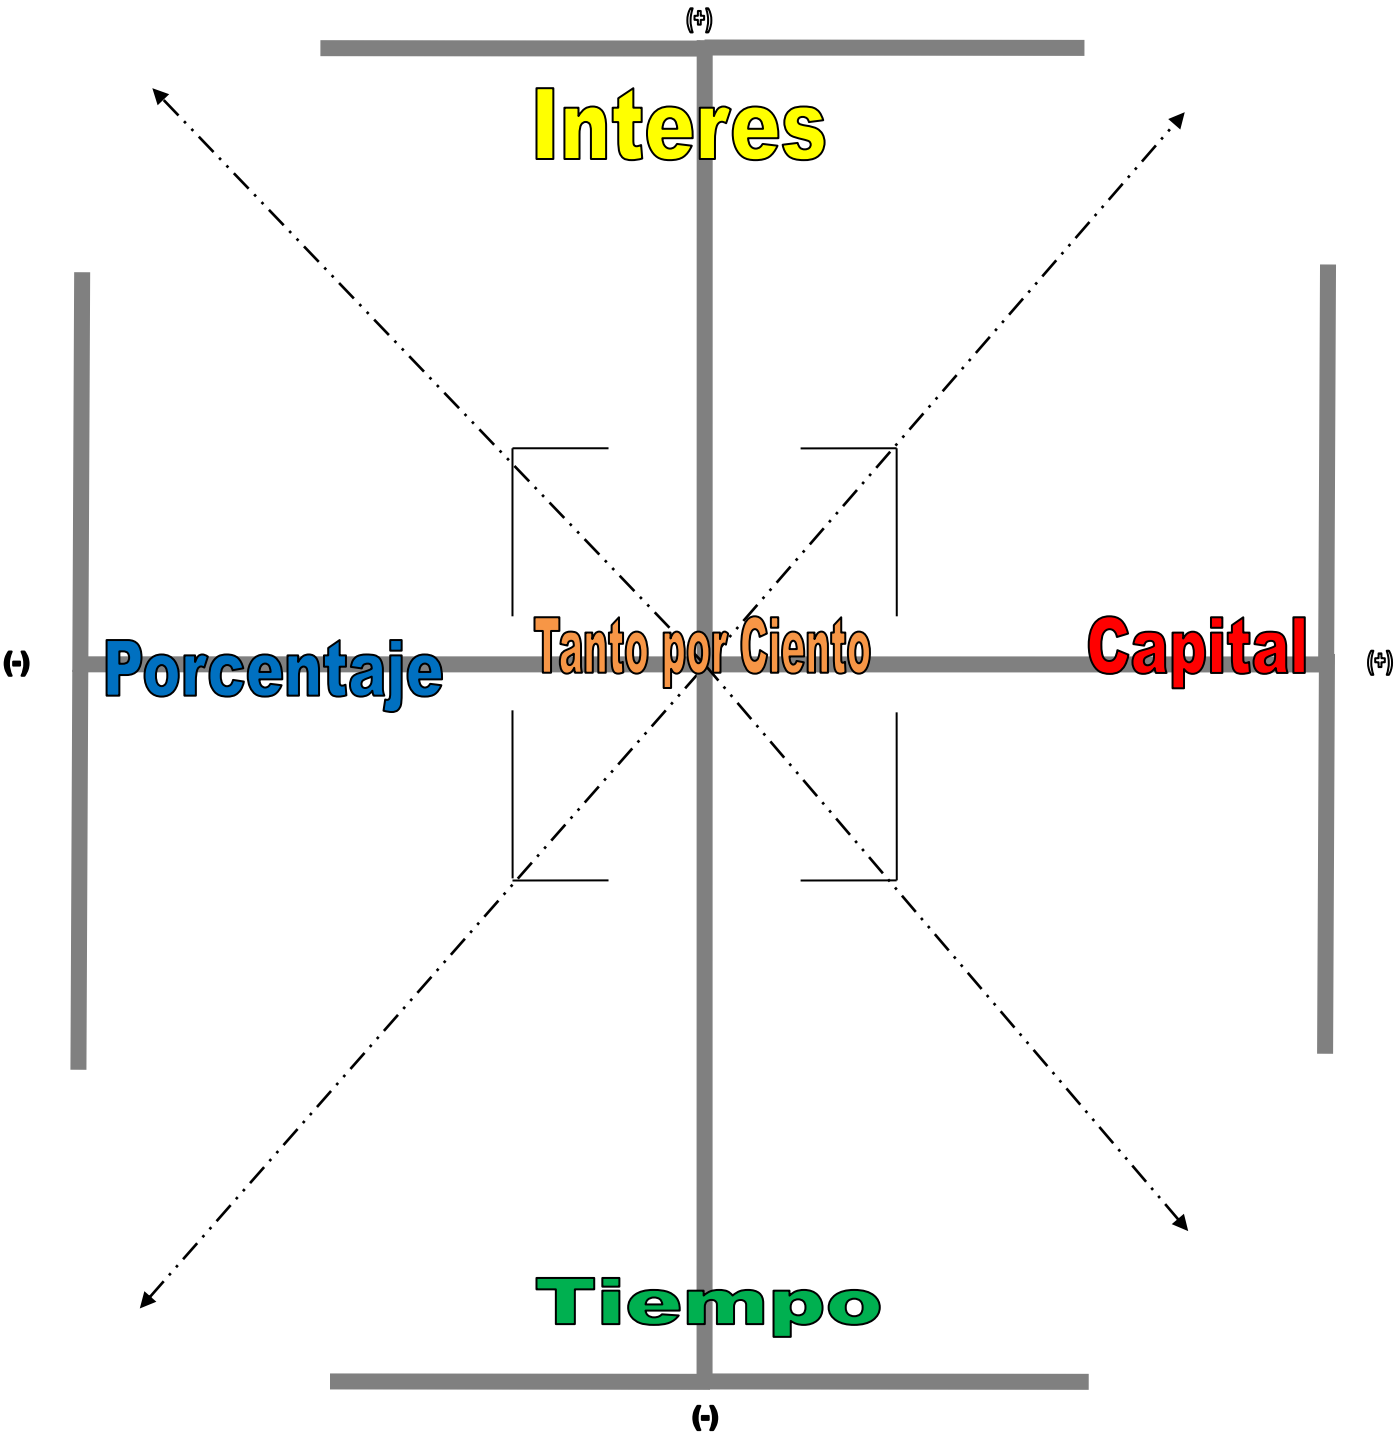 (+)
Interes
Tanto por Ciento
Capital
Porcentaje
(-)
(+)
Tiempo
(-)